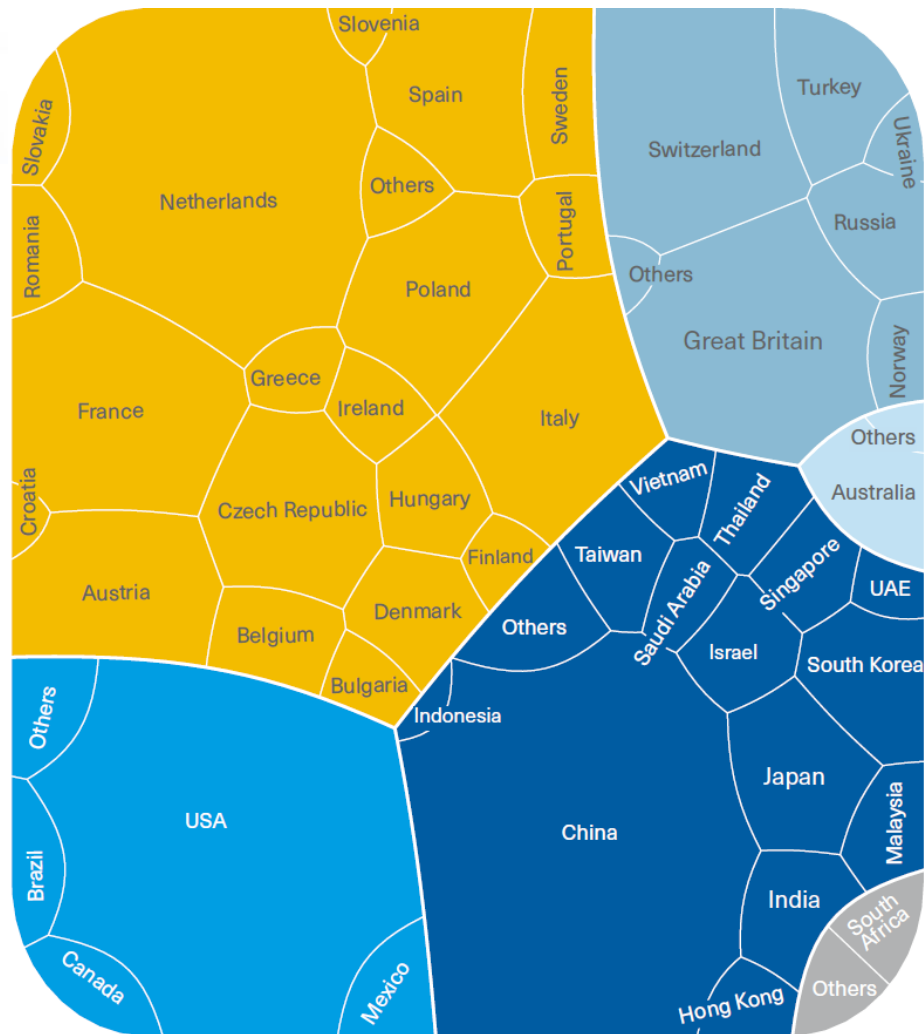 Slovenia
Spain
Sweden
Slovakia
Others
Netherlands
Romania
Portugal
Poland
Greece
France
Ireland
Italy
Croatia
Czech Republic
Hungary
Finland
Austria
Denmark
Belgium
Bulgaria
Turkey
Ukraine
Switzerland
Russia
Others
Great Britain
Norway
Others
Australia
Vietnam
Thailand
Taiwan
Singapore
Saudi Arabia
UAE
Others
Israel
South Korea
Indonesia
Japan
China
Malaysia
India
Hong Kong
South
Africa
Others
Others
USA
Brazil
Canada
Mexico